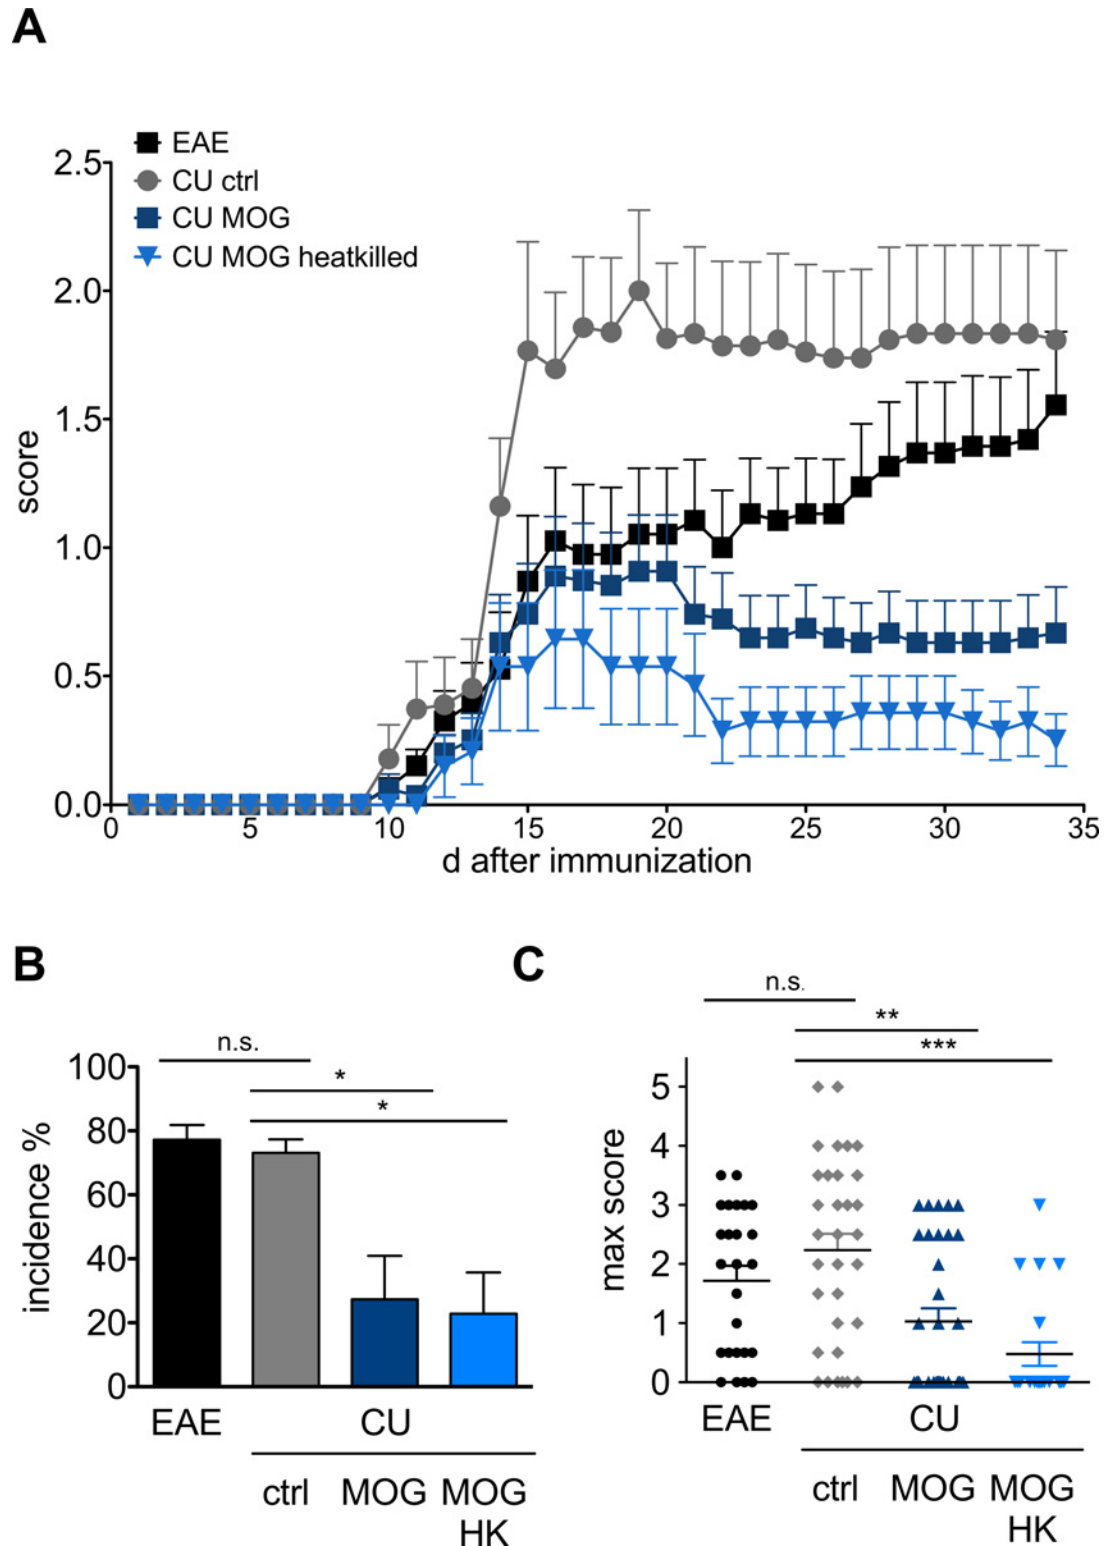 A
EAE
CU ctrl
CU MOG
CU MOG heatkilled
2.5
2.0
1.5
1.0
0.5
0.0
score
0 5 10 15 20 25 30 35
d after immunization
B
n.s.
*
*
100
80
60
40
20
0
incidence %
EAE CU
ctrl MOG MOG
HK
C
n.s.
**
***
5
4
3
2
1
0
max score
EAE CU
ctrl MOG MOG
HK